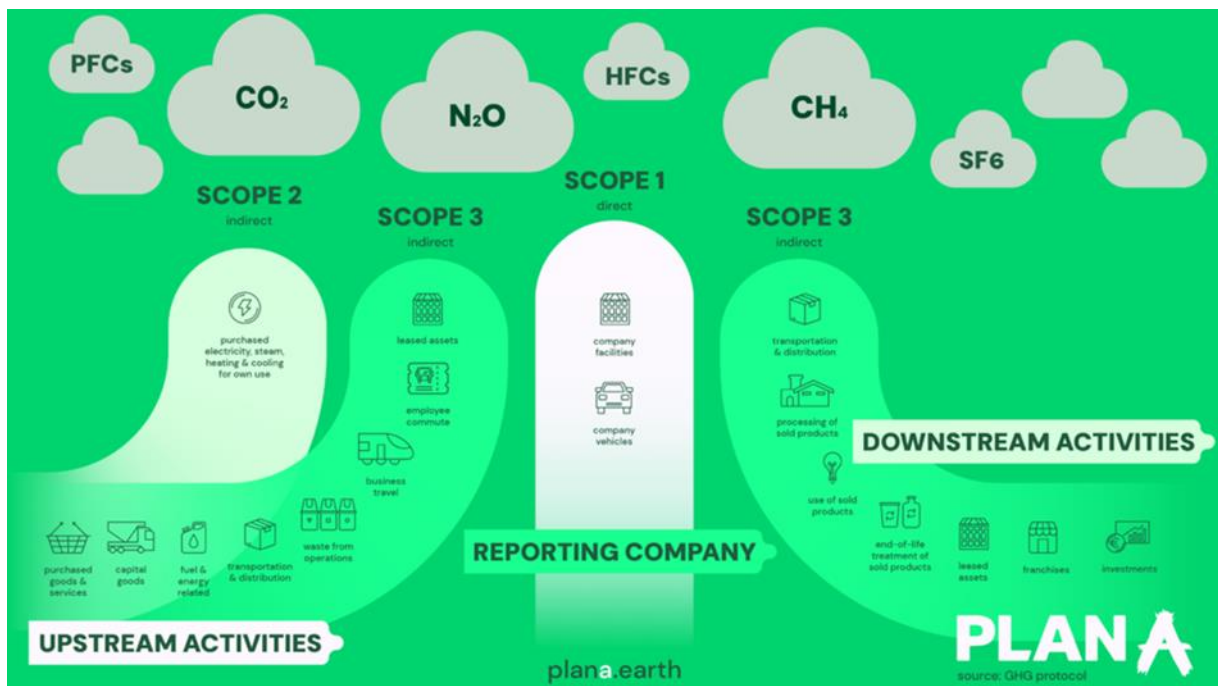 PFCs
CO₂
N₂O
HFCs
CH₄
SF6
SCOPE 2
indirect
SCOPE 3
indirect
SCOPE 1
direct
SCOPE 3
indirect
purchased
electricity, steam,
heating & cooling
for own use
leased assets
employee
commute
business
travel
waste from
operations
transportation
& distribution
fuel &
energy
related
capital
goods
purchased
goods &
services
UPSTREAM ACTIVITIES
company
facilities
company
vehicles
REPORTING COMPANY
transportation
& distribution
processing of
sold products
use of sold
products
end-of-life
treatment of
sold products
leased
assets
franchises
investments
DOWNSTREAM ACTIVITIES
plana.earth
PLAN A
source: GHG protocol